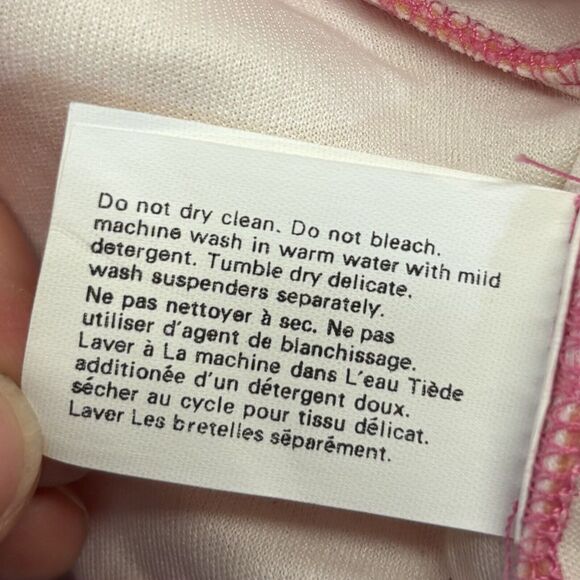 Do not dry clean. Do not bleach.
machine wash in warm water with mild
detergent. Tumble dry delicate.
wash suspenders separately.
Ne pas nettoyer à sec. Ne pas
utiliser d'agent de blanchissage.
Laver à La machine dans L'eau Tiède
additionée d'un détergent doux.
sécher au cycle pour tissu délicat.
Laver Les bretelles séparément.